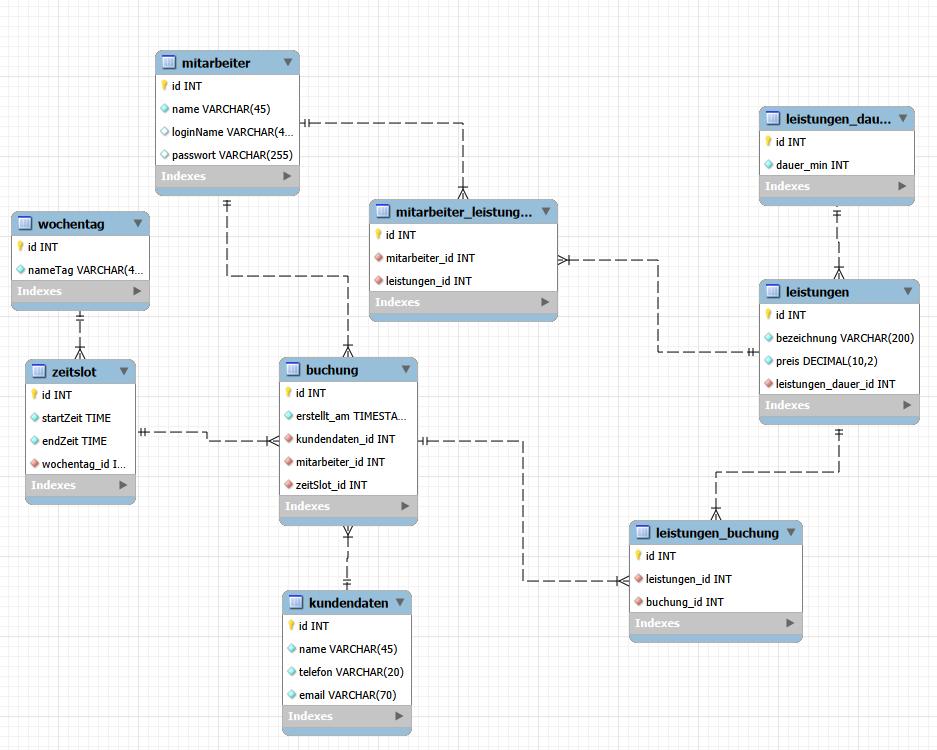 mitarbeiter
id INT
name VARCHAR(45)
loginName VARCHAR(4...
passwort VARCHAR(255)
Indexes
leistungen_dau...
id INT
dauer_min INT
Indexes
wochentag
id INT
nameTag VARCHAR(4...
Indexes
mitarbeiter_leistung...
id INT
mitarbeiter_id INT
leistungen_id INT
Indexes
leistungen
id INT
bezeichnung VARCHAR(200)
preis DECIMAL(10,2)
leistungen_dauer_id INT
Indexes
zeitslot
id INT
startZeit TIME
endZeit TIME
wochentag_id I...
Indexes
buchung
id INT
erstellt_am TIMESTA...
kundendaten_id INT
mitarbeiter_id INT
zeitSlot_id INT
Indexes
leistungen_buchung
id INT
leistungen_id INT
buchung_id INT
Indexes
kundendaten
id INT
name VARCHAR(45)
telefon VARCHAR(20)
email VARCHAR(70)
Indexes